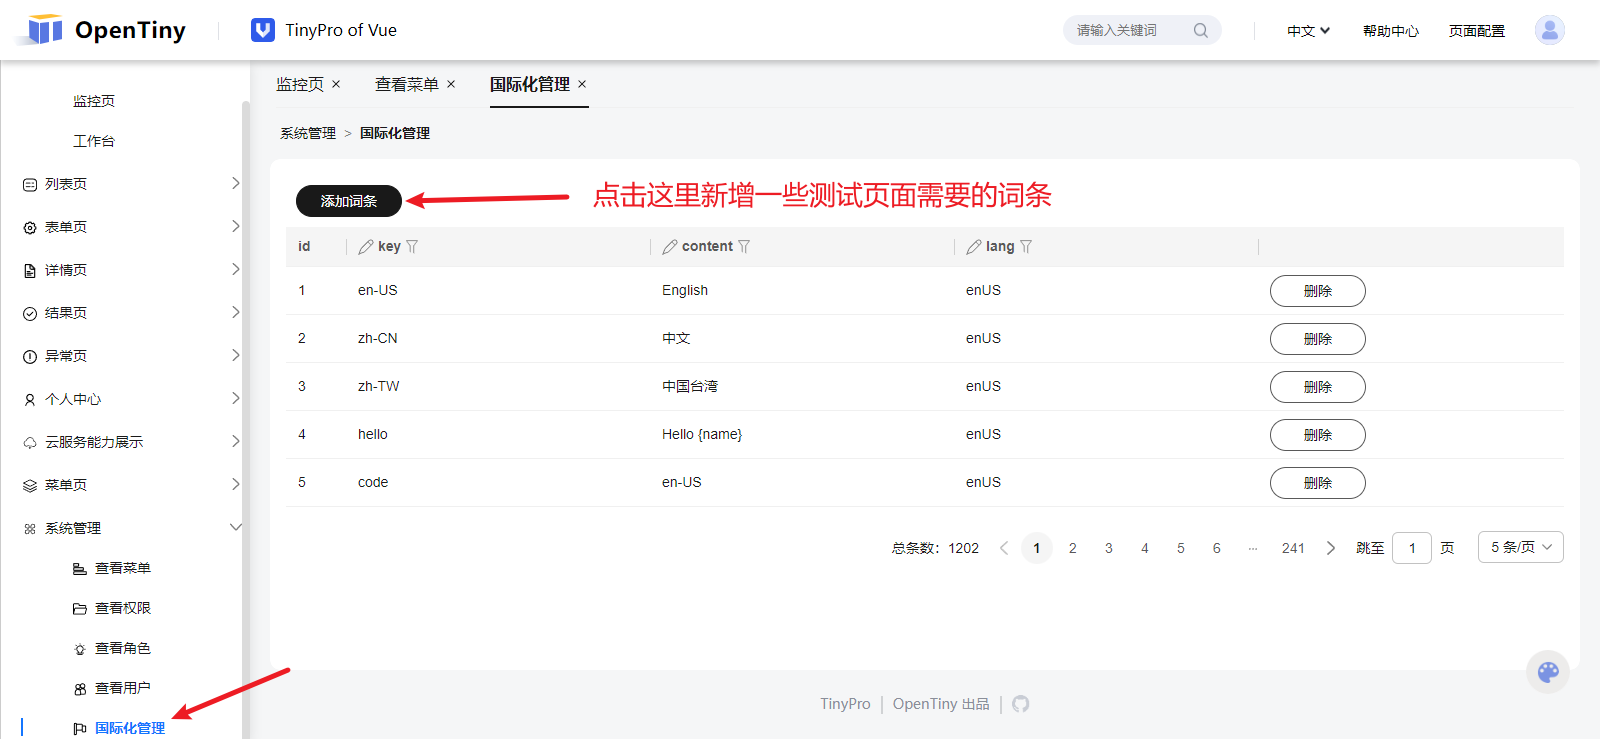 OpenTiny
TinyPro of Vue
请输入关键词
中文
帮助中心
页面配置
监控页
工作台
列表页
表单页
详情页
结果页
异常页
个人中心
云服务能力展示
菜单页
系统管理
查看菜单
查看权限
查看角色
查看用户
国际化管理
监控页 × 查看菜单 × 国际化管理 ×
系统管理 > 国际化管理
添加词条
点击这里新增一些测试页面需要的词条
id key content lang
1 en-US English enUS 删除
2 zh-CN 中文 enUS 删除
3 zh-TW 中国台湾 enUS 删除
4 hello Hello {name} enUS 删除
5 code en-US enUS 删除
总条数: 1202 < 1 2 3 4 5 6 ··· 241 > 跳至 1 页 5 条/页
TinyPro | OpenTiny 出品 |